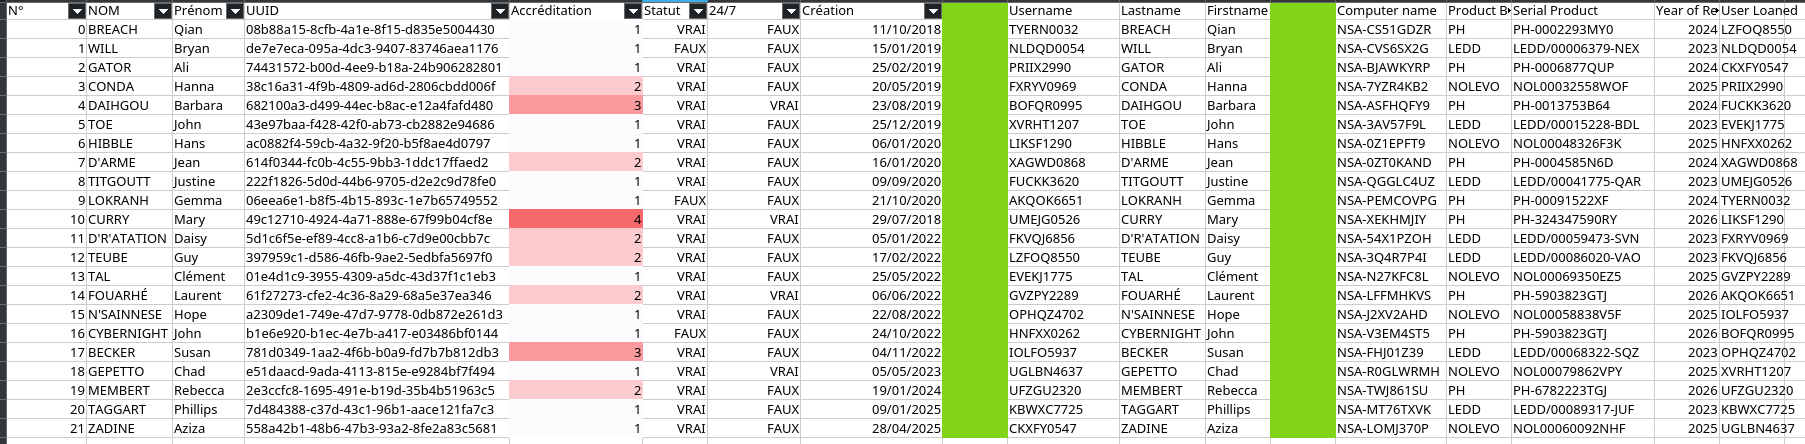 N° NOM Prénom UUID Accréditation Statut 24/7 Création Username Lastname Firstname Computer name Product B Serial Product Year of Re User Loaned
0 BREACH Qian 08b88a15-8cfb-4a1e-8f15-d835e5004430 1 VRAI FAUX 11/10/2018 TYERN0032 BREACH Qian NSA-CS51GDZR PH PH-0002293MY0 2024 LZFOQ8550
1 WILL Bryan de7e7eca-095a-4dc3-9407-83746aea1176 1 FAUX FAUX 15/01/2019 NLDQD0054 WILL Bryan NSA-CVS6SX2G LEDD LEDD/00006379-NEX 2023 NLDQD0054
2 GATOR Ali 74431572-b00d-4ee9-b18a-24b906282801 1 VRAI FAUX 25/02/2019 PRIIX2990 GATOR Ali NSA-BJAWKYRP PH PH-0006877QUP 2024 CKXFY0547
3 CONDA Hanna 38c16a31-4f9b-4809-ad6d-2806cbdd006f 2 VRAI FAUX 20/05/2019 FXRYV0969 CONDA Hanna NSA-7YZR4KB2 NOLEVO NOL00032558WOF 2025 PRIIX2990
4 DAIHGOU Barbara 682100a3-d499-44ec-b8ac-e12a4fafd480 3 VRAI VRAI 23/08/2019 BOFQR0995 DAIHGOU Barbara NSA-ASFHQFY9 PH PH-0013753B64 2024 FUCKK3620
5 TOE John 43e97baa-f428-42f0-ab73-cb2882e94686 1 VRAI FAUX 25/12/2019 XVRHT1207 TOE John NSA-3AV57F9L LEDD LEDD/00015228-BDL 2023 EVEKJ1775
6 HIBBLE Hans ac0882f4-59cb-4a32-9f20-b5f8ae4d0797 1 VRAI FAUX 06/01/2020 LIKSF1290 HIBBLE Hans NSA-0Z1EPFT9 NOLEVO NOL00048326F3K 2025 HNFXX0262
7 D'ARME Jean 614f0344-fc0b-4c55-9bb3-1ddc17ffaed2 2 VRAI FAUX 16/01/2020 XAGWD0868 D'ARME Jean NSA-0ZT0KAND PH PH-0004585N6D 2024 XAGWD0868
8 TITGOUTT Justine 222f1826-5d0d-44b6-9705-d2e2c9d78fe0 1 VRAI FAUX 09/09/2020 FUCKK3620 TITGOUTT Justine NSA-QGGLC4UZ LEDD LEDD/00041775-QAR 2023 UMEJG0526
9 LOKRANH Gemma 06eea6e1-b8f5-4b15-893c-1e7b65749552 1 FAUX FAUX 21/10/2020 AKQOK6651 LOKRANH Gemma NSA-PEMCOVPG PH PH-00091522XF 2024 TYERN0032
10 CURRY Mary 49c12710-4924-4a71-888e-67f99b04cf8e 4 VRAI VRAI 29/07/2018 UMEJG0526 CURRY Mary NSA-XEKHMJIY PH PH-324347590RY 2026 LIKSF1290
11 D'R'ATATION Daisy 5d1c6f5e-ef89-4cc8-a1b6-c7d9e00cbb7c 2 VRAI FAUX 05/01/2022 FKVQJ6856 D'R'ATATION Daisy NSA-54X1PZOH LEDD LEDD/00059473-SVN 2023 FXRYV0969
12 TEUBE Guy 397959c1-d586-46fb-9ae2-5edbfa5697f0 2 VRAI FAUX 17/02/2022 LZFOQ8550 TEUBE Guy NSA-3Q4R7P4I LEDD LEDD/00086020-VAO 2023 FKVQJ6856
13 TAL Clément 01e4d1c9-3955-4309-a5dc-43d37f1c1eb3 1 VRAI FAUX 25/05/2022 EVEKJ1775 TAL Clément NSA-N27KFC8L NOLEVO NOL00069350EZ5 2025 GVZPY2289
14 FOUARHÉ Laurent 61f27273-cfe2-4c36-8a29-68a5e37ea346 2 VRAI VRAI 06/06/2022 GVZPY2289 FOUARHÉ Laurent NSA-LFFMHKVS PH PH-5903823GTJ 2026 AKQOK6651
15 N'SAINNESE Hope a2309de1-749e-47d7-9778-0db872e261d3 1 VRAI FAUX 22/08/2022 OPHQZ4702 N'SAINNESE Hope NSA-J2XV2AHD NOLEVO NOL00058838V5F 2025 IOLFO5937
16 CYBERNIGHT John b1e6e920-b1ec-4e7b-a417-e03486bf0144 1 FAUX FAUX 24/10/2022 HNFXX0262 CYBERNIGHT John NSA-V3EM4ST5 PH PH-5903823GTJ 2026 BOFQR0995
17 BECKER Susan 781d0349-1aa2-4f6b-b0a9-fd7b7b812db3 3 VRAI FAUX 04/11/2022 IOLFO5937 BECKER Susan NSA-FHJ01Z39 LEDD LEDD/00068322-SQZ 2023 OPHQZ4702
18 GEPETTO Chad e51daacd-9ada-4113-815e-e9284bf7f494 1 VRAI VRAI 05/05/2023 UGLBN4637 GEPETTO Chad NSA-R0GLWRMH NOLEVO NOL00079862VPY 2025 XVRHT1207
19 MEMBERT Rebecca 2e3ccfc8-1695-491e-b19d-35b4b51963c5 2 VRAI FAUX 19/01/2024 UFZGU2320 MEMBERT Rebecca NSA-TWJ861SU PH PH-6782223TGJ 2026 UFZGU2320
20 TAGGART Phillips 7d484388-c37d-43c1-96b1-aace121fa7c3 1 VRAI FAUX 09/01/2025 KBWXC7725 TAGGART Phillips NSA-MT76TXVK LEDD LEDD/00089317-JUF 2023 KBWXC7725
21 ZADINE Aziza 558a42b1-48b6-47b3-93a2-8fe2a83c5681 1 VRAI FAUX 28/04/2025 CKXFY0547 ZADINE Aziza NSA-LOMJ370P NOLEVO NOL00060092NHF 2025 UGLBN4637